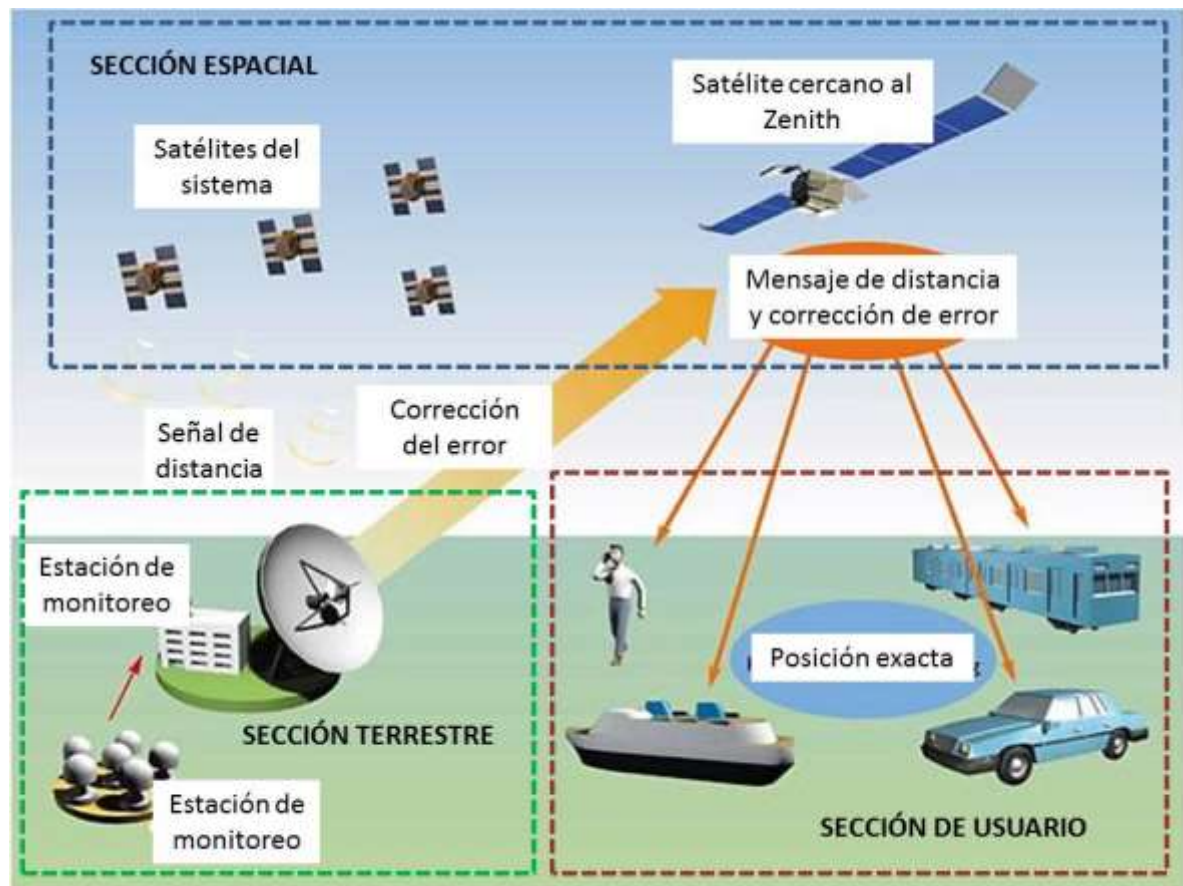 SECCIÓN ESPACIAL
Satélite cercano al
Zenith
Satélites del
sistema
Mensaje de distancia
y corrección de error
Corrección
del error
Señal de
distancia
Estación de
monitoreo
Posición exacta
SECCIÓN TERRESTRE
Estación de
monitoreo
SECCIÓN DE USUARIO